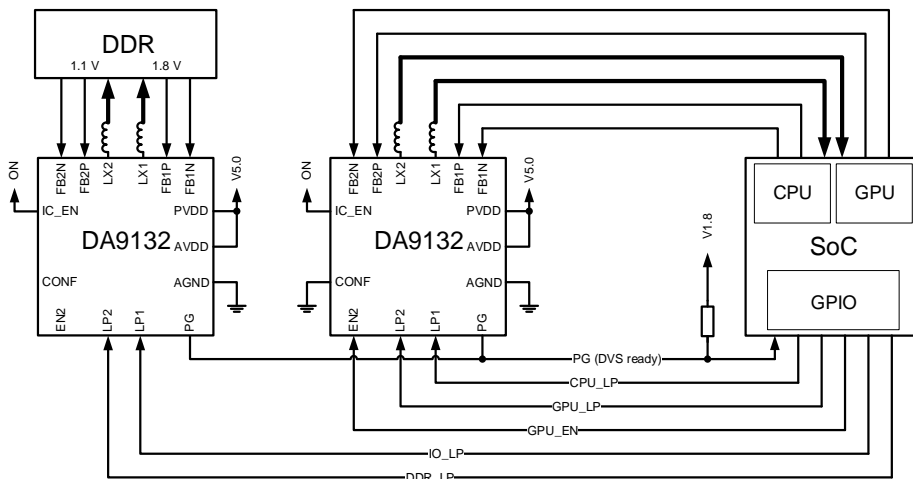 DDR
1.1 V
1.8 V
ON
FB2N
FB2P
LX2
LX1
FB1P
FB1N
V5.0
IC_EN
PVDD
DA9132
AVDD
CONF
AGND
EN2
LP2
LP1
PG
ON
FB2N
FB2P
LX2
LX1
FB1P
FB1N
V5.0
IC_EN
PVDD
DA9132
AVDD
CONF
AGND
EN2
LP2
LP1
PG
V1.8
CPU
GPU
SoC
GPIO
PG (DVS ready)
CPU_LP
GPU_LP
GPU_EN
IO_LP
DDR_LP